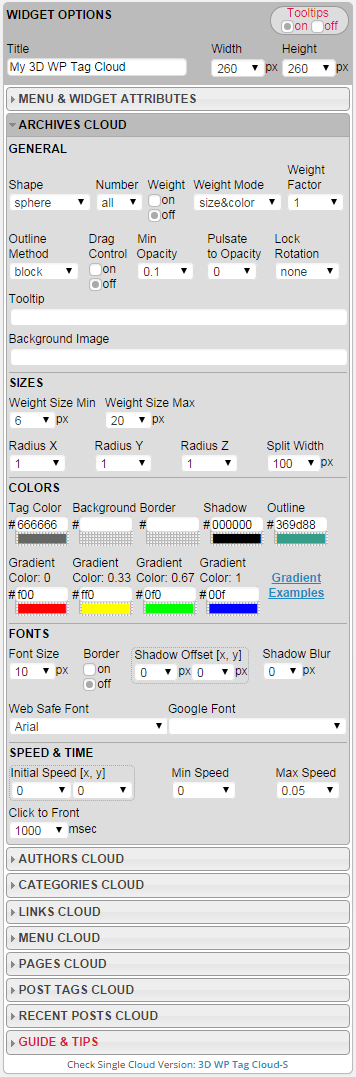 WIDGET OPTIONS
Tooltips
on off
Title Width Height
My 3D WP Tag Cloud 260 px 260 px
MENU & WIDGET ATTRIBUTES
ARCHIVES CLOUD
GENERAL
Shape Number Weight Weight Mode Weight Factor
sphere all on off size&color 1
Outline Method Drag Control Min Opacity Pulsate to Opacity Lock Rotation
block on off 0.1 0 none
Tooltip
Background Image
SIZES
Weight Size Min Weight Size Max
6 px 20 px
Radius X Radius Y Radius Z Split Width
1 1 1 100 px
COLORS
Tag Color Background Border Shadow Outline
#666666 # # #000000 #369d88
Gradient Color: 0 Gradient Color: 0.33 Gradient Color: 0.67 Gradient Color: 1 Gradient Examples
#f00 #ff0 #0f0 #00f
FONTS
Font Size Border Shadow Offset [x, y] Shadow Blur
10 px on off 0 px 0 px 0 px
Web Safe Font Google Font
Arial
SPEED & TIME
Initial Speed [x, y] Min Speed Max Speed
0 0 0 0.05
Click to Front
1000 msec
AUTHORS CLOUD
CATEGORIES CLOUD
LINKS CLOUD
MENU CLOUD
PAGES CLOUD
POST TAGS CLOUD
RECENT POSTS CLOUD
GUIDE & TIPS
Check Single Cloud Version: 3D WP Tag Cloud-S